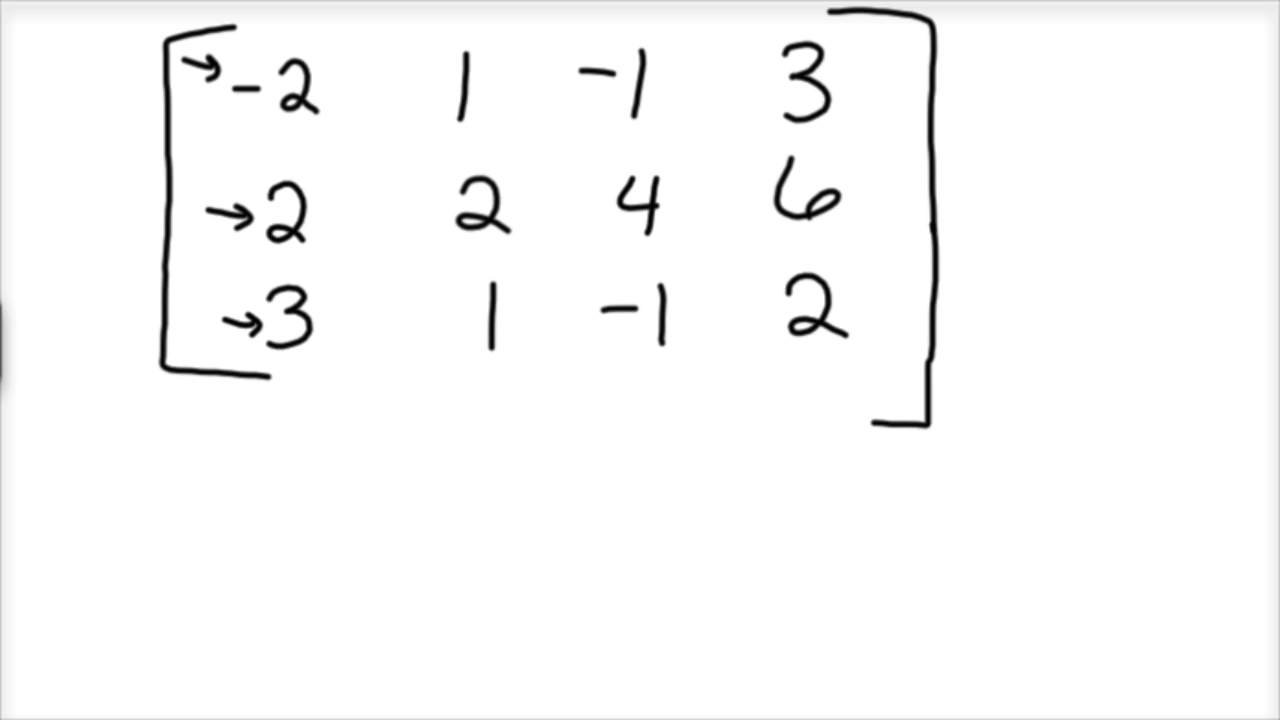 → -2 1 -1 3
→ 2 2 4 6
→ 3 1 -1 2